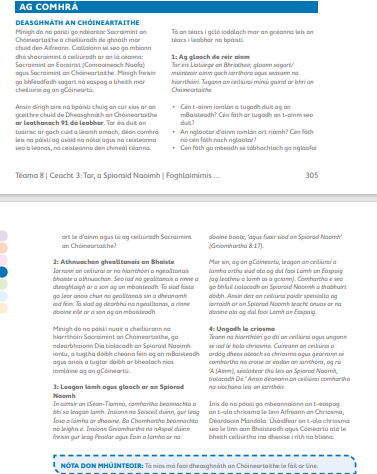 AG COMHRÁ
DEASGHNÁTH AN CHÓINEARTAITHE
Mínigh do na páistí go ndéantar Sacraimint an
Chóineartaithe a cheiliúradh de ghnáth mar
chuid den Aifreann. Ciallaíonn sé seo go mbíonn
dhá shacraimint á ceiliúradh ar an lá céanna:
Sacraimint an Eocairist (Comaoineach Naofa)
agus Sacraimint an Chóineartaithe. Mínigh freisin
go bhféadfadh sagart nó easpag a bheith mar
cheiliúraí ag an gCóineartú.
Ansin dírigh aire na bpáistí chuig an cur síos ar an
gceithre chuid de Dheasghnáth an Chóineartaithe
ar leathanach 91 dá leabhar. Tar éis duit an
tuairisc ar gach cuid a léamh amach, déan comhrá
leis na páistí ag úsáid na nótaí agus na ceisteanna
seo a leanas, nó ceisteanna den chineál céanna.
Tá an téacs i gcló iodálach mar an gcéanna leis an
téacs i leabhar na bpáistí.
1: Ag glaoch de réir ainm
Tar éis Liotúirge an Bhriathair, glaonn sagart/
múinteoir ainm gach iarrthóra agus seasann na
hiarrthóirí. Tugann an ceiliúraí míniú gairid ar bhrí an
Chóineartaithe.
• Cén t-ainm iomlán a tugadh duit ag an
mBaisteadh? Cén fáth ar tugadh an t-ainm seo
duit?
• An nglaotar d'ainm iomlán ort riamh? Cén fáth
nó cén fáth nach nglaotar?
• Cén fáth go mbeadh sé tábhachtach go nglaofaí
Téama 8 | Ceacht 3: Tar, a Spioraid Naoimh | Foghlaimímis ...
305
ort le d'ainm agus tú ag ceiliúradh Sacraimint
an Chóineartaithe?
2: Athnuachan ghealltanais an Bhaiste
Iarrann an ceiliúraí ar na hiarrthóirí a ngealltanais
bhaiste a athnuachan. Seo iad na gealltanais a rinne a
dtuismitheoirí ar a son ag an mbaisteadh. Tá siad fásta
go leor anois chun na gealltanais sin a dhéanamh
iad féin. Tá siad ag dearbhú na ngealltanas, a rinne
daoine eile ar a son ag an mbaisteadh.
Mínigh do na páistí nuair a cheiliúrann na
hiarrthóirí Sacraimint an Chóineartaithe, go
ndearbhaíonn Dia tíolacadh an Spioraid Naoimh
iontu, a tugtha dóibh cheana féin ag an mBaisteadh
agus anois a tugtar dóibh ar bhealach níos
iomláine ag an gCóineartú.
3: Leagan lámh agus glaoch ar an Spiorad
Naomh
In aimsir an tSean-Tiomna, comhartha beannachta a
bhí sa leagan lámh. Insíonn na Soiscéil dúinn, gur leag
Íosa a lámha ar dhaoine. Ba Chomhartha beannachta
nó leighis é. Insíonn Gníomhartha na nAspal dúinn
freisin gur leag Peadar agus Eoin a lámha ar na
daoine baiste, 'agus fuair siad an Spiorad Naomh'
(Gníomhartha 8:17).
Mar sin, ag an gCóineartú, leagan an ceiliúraí a
lámha orthu siúd atá ag dul faoi Lámh an Easpaig
(ag leathnú a lámh os a gcionn). Comhartha é seo
go bhfuil tíolacadh an Spioraid Naoimh á thabhairt
dóibh. Ansin deir an ceiliúraí paidir speisialta ag
iarraidh ar an Spiorad Naomh teacht anuas ar na
daoine atá ag dul faoi Lámh an Easpaig.
4: Ungadh le criosma
Téann na hiarrthóirí go dtí an ceiliúraí agus ungann
sé iad le hola chriosma. Cuireann an ceiliúraí a
ordóg dheas isteach sa chriosma agus gearrann sé
comhartha na croise ar éadan an iarrthóra, ag rá
'A (Ainm), séalaítear thú leis an Spiorad Naomh,
tíolacadh Dé.' Ansin déanann an ceiliúraí comhartha
na síochána leis an iarrthóir.
Inis do na páistí go mbeannaíonn an t-easpag
an t-ola chriosma le linn Aifreann an Chriosma,
Déardaoin Mandála. Úsáidtear an t-ola chriosma
seo le linn don Bhaisteadh agus Cóineartú atá le
bheith ceiliúrtha ina dheoise i rith na bliana.
NÓTA DON MHÚINTEOIR: Tá níos mó faoi dheasghnáth an Chóineartaithe le fáil ar líne.